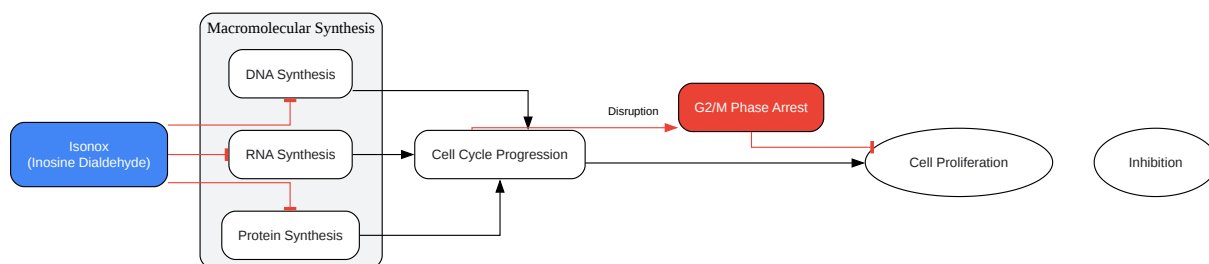 Macromolecular Synthesis
DNA Synthesis
Disruption
G2/M Phase Arrest
Isonox
(Inosine Dialdehyde)
RNA Synthesis
Cell Cycle Progression
Cell Proliferation
Inhibition
Protein Synthesis